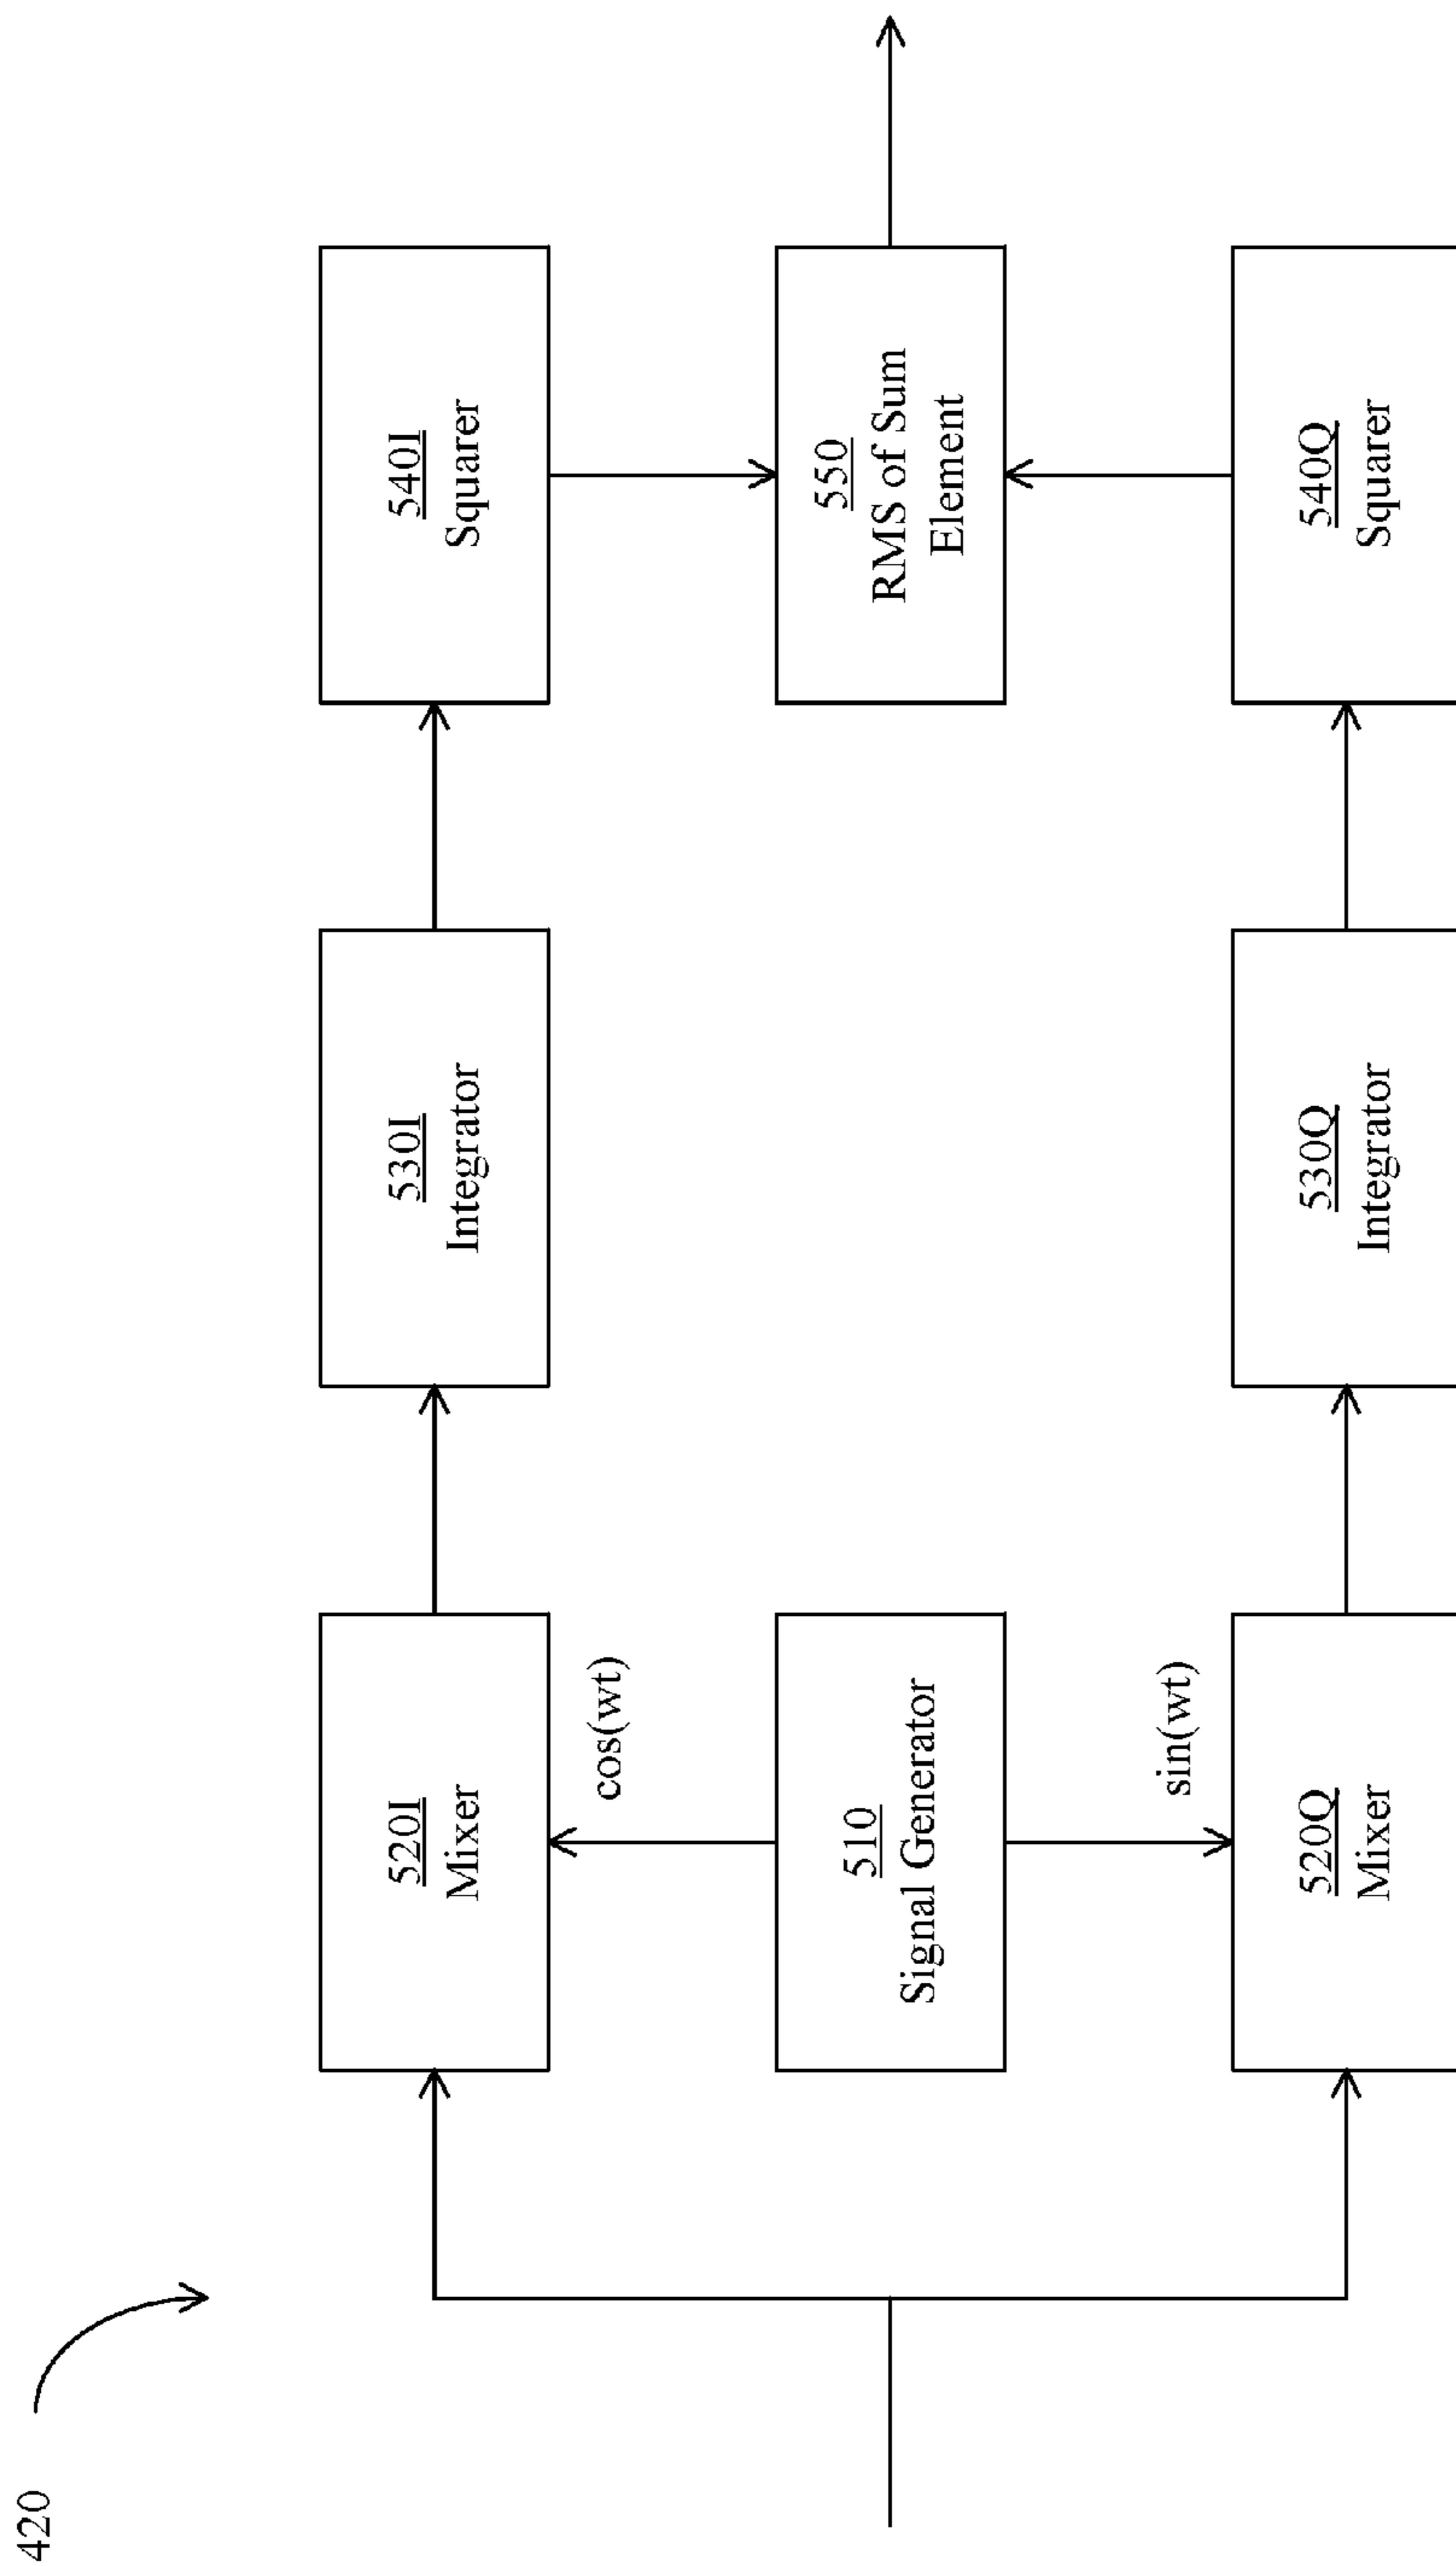 420
520I
Mixer
530I
Integrator
540I
Squarer
cos(wt)
510
Signal Generator
550
RMS of Sum
Element
sin(wt)
520Q
Mixer
530Q
Integrator
540Q
Squarer